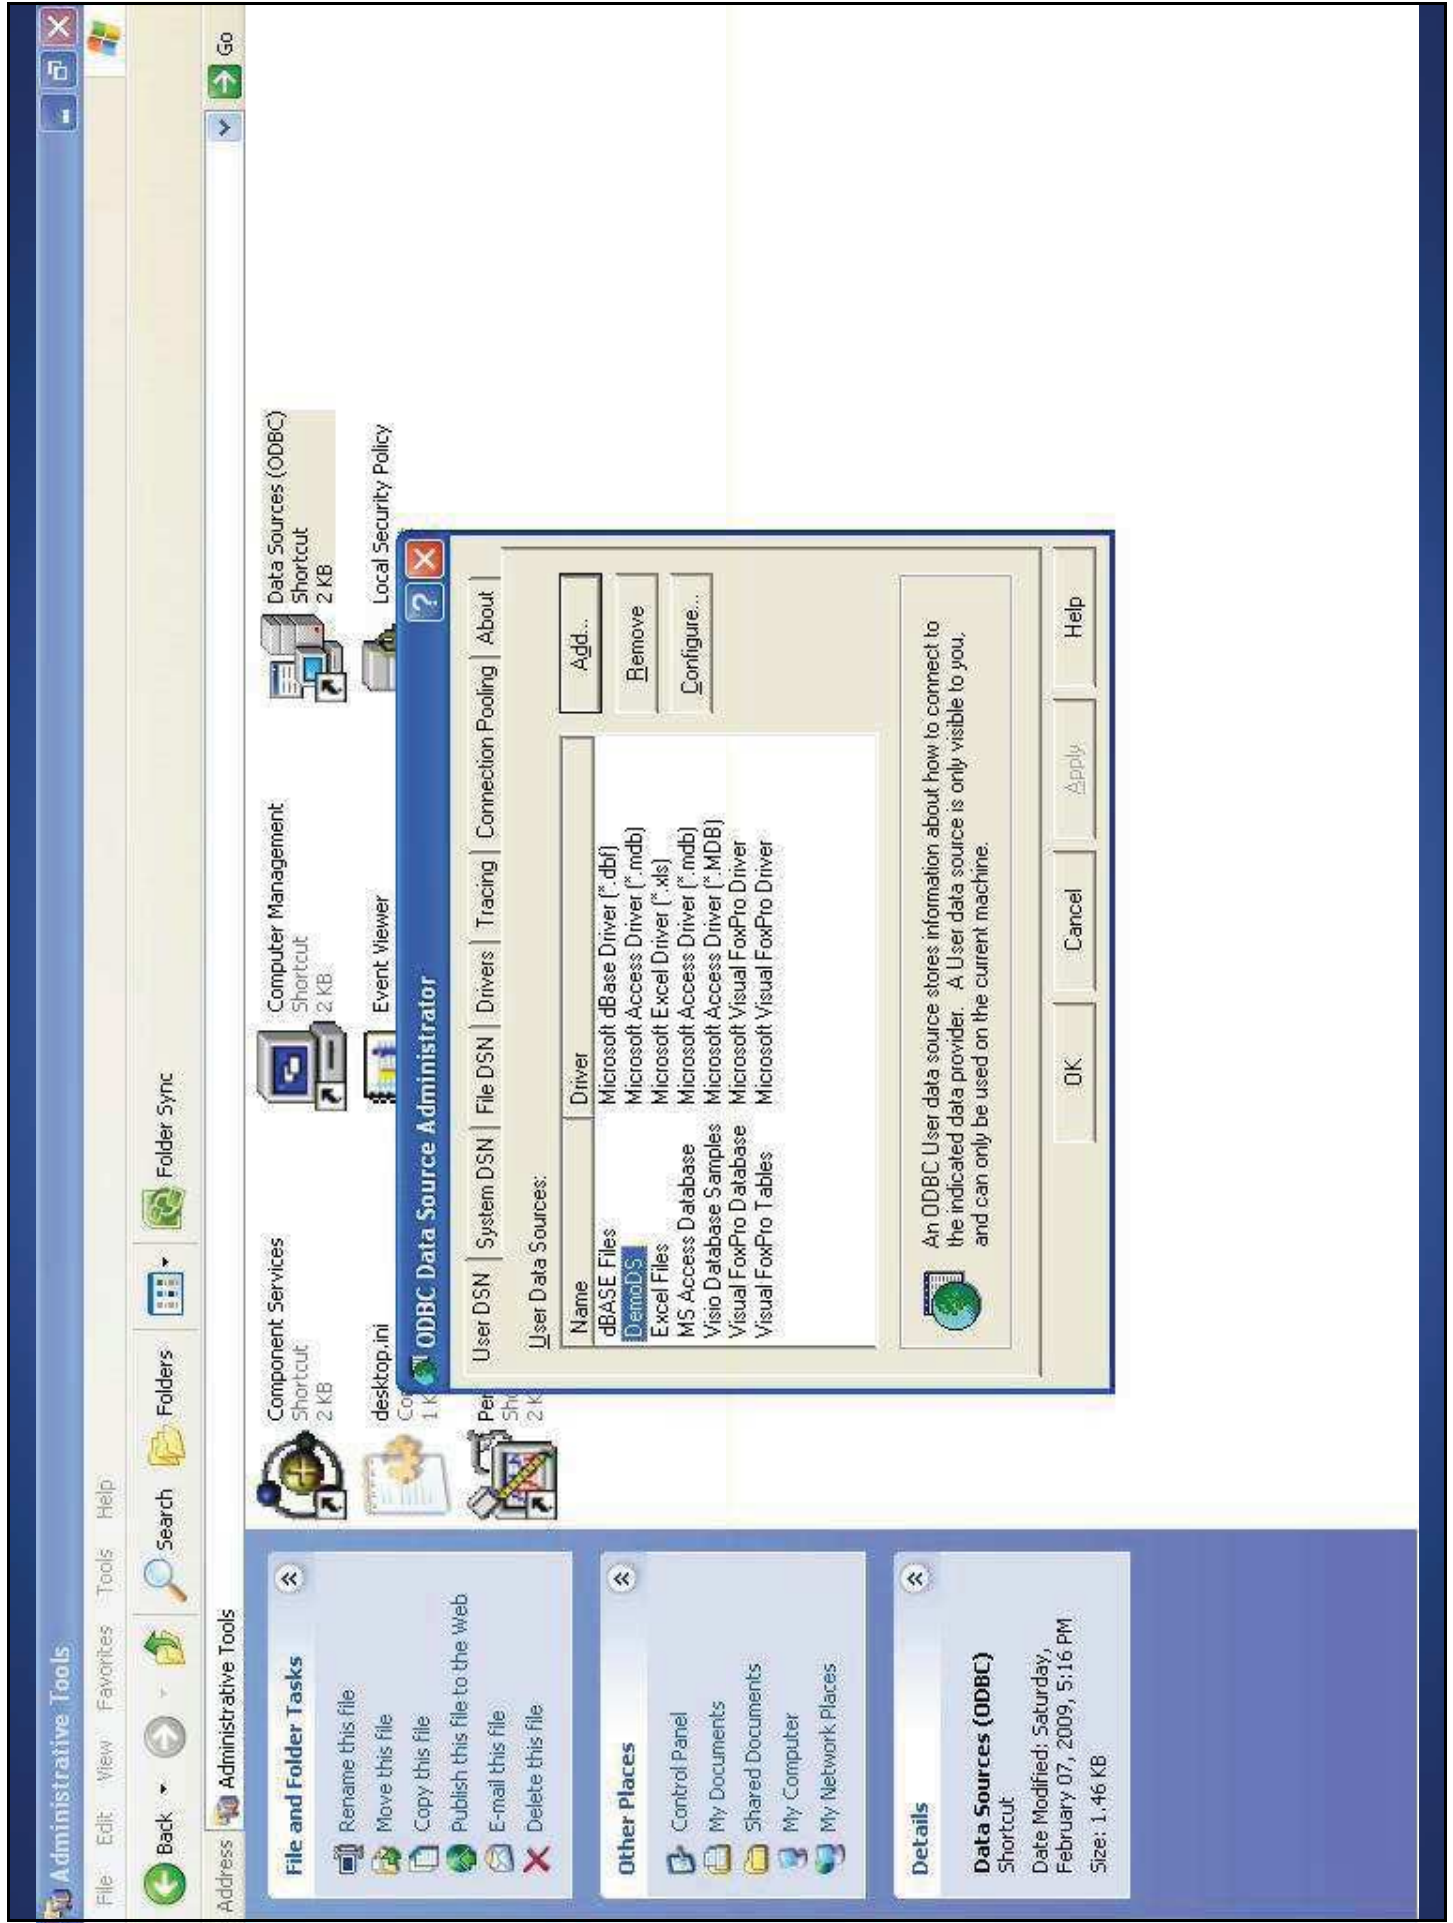 Administrative Tools
File Edit View Favorites Tools Help
Back Search Folders Folder Sync
Address Administrative Tools Go
File and Folder Tasks
Rename this file
Move this file
Copy this file
Publish this file to the Web
E-mail this file
Delete this file
Other Places
Control Panel
My Documents
Shared Documents
My Computer
My Network Places
Details
Data Sources (ODBC)
Shortcut
Date Modified: Saturday,
February 07, 2009, 5:16 PM
Size: 1.46 KB
Component Services
Shortcut
2 KB
Computer Management
Shortcut
2 KB
Data Sources (ODBC)
Shortcut
2 KB
desktop.ini
Co
1 K
Event Viewer
Local Security Policy
Per
Sho
2 K
ODBC Data Source Administrator
User DSN System DSN File DSN Drivers Tracing Connection Pooling About
User Data Sources:
Name Driver
dBASE Files Microsoft dBase Driver (*.dbf)
DemoDS Microsoft Access Driver (*.mdb)
Excel Files Microsoft Excel Driver (*.xls)
MS Access Database Microsoft Access Driver (*.mdb)
Visio Database Samples Microsoft Access Driver (*.MDB)
Visual FoxPro Database Microsoft Visual FoxPro Driver
Visual FoxPro Tables Microsoft Visual FoxPro Driver
Add...
Remove
Configure...
An ODBC User data source stores information about how to connect to
the indicated data provider. A User data source is only visible to you,
and can only be used on the current machine.
OK Cancel Apply Help